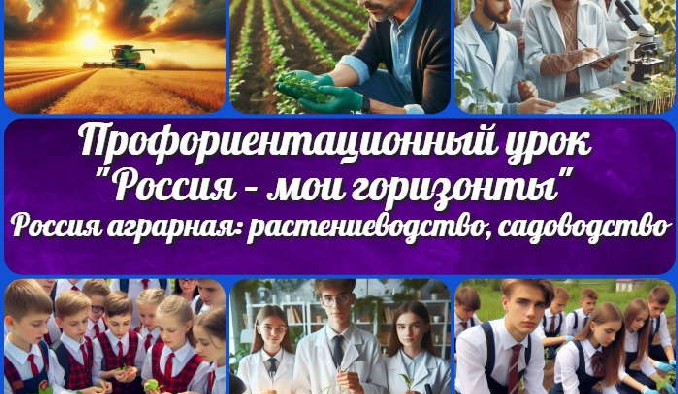 Профориентационный урок
"Россия – мои горизонты"
Россия аграрная: растениеводство, садоводство